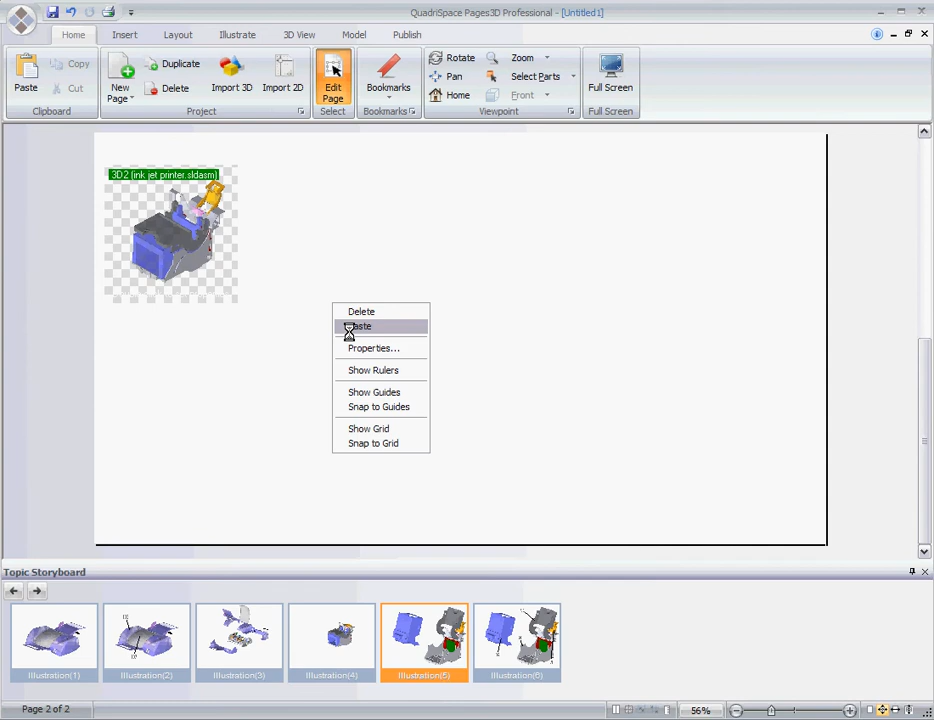 QuadriSpace Pages3D Professional - [Untitled1]
Home Insert Layout Illustrate 3D View Model Publish
Paste
Copy
Cut
Clipboard
New Page
Duplicate
Delete
Import 3D
Import 2D
Project
Edit Page
Select
Bookmarks
Bookmarks
Rotate
Pan
Home
Zoom
Select Parts
Front
Viewpoint
Full Screen
Full Screen
3D2 (ink jet printer.sldasm)
Delete
Properties...
Show Rulers
Show Guides
Snap to Guides
Show Grid
Snap to Grid
Topic Storyboard
Illustration(1)
Illustration(2)
Illustration(3)
Illustration(4)
Illustration(5)
Illustration(6)
Page 2 of 2
56%